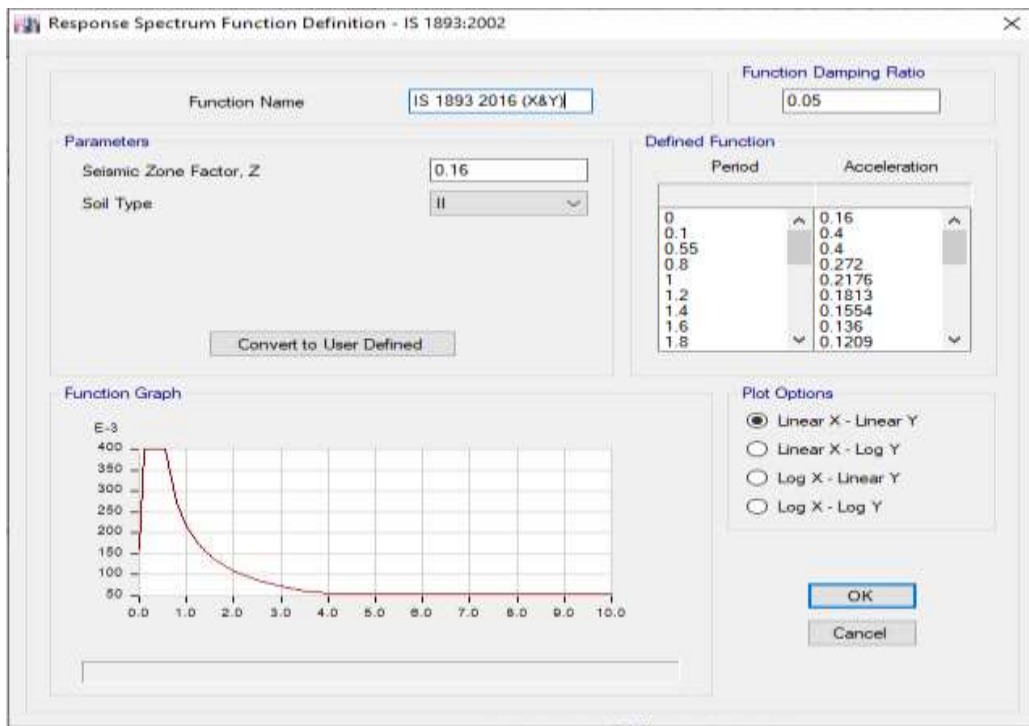 Response Spectrum Function Definition - IS 1893:2002
Function Name
IS 1893 2016 (X&Y)
Function Damping Ratio
0.05
Parameters
Seismic Zone Factor, Z
0.16
Soil Type
II
Convert to User Defined
Defined Function
Period Acceleration
0 0.16
0.1 0.4
0.55 0.4
0.8 0.272
1 0.2176
1.2 0.1813
1.4 0.1554
1.6 0.136
1.8 0.1209
Function Graph
E-3
400
350
300
250
200
150
100
50
0.0 1.0 2.0 3.0 4.0 5.0 6.0 7.0 8.0 9.0 10.0
Plot Options
Linear X - Linear Y
Linear X - Log Y
Log X - Linear Y
Log X - Log Y
OK
Cancel